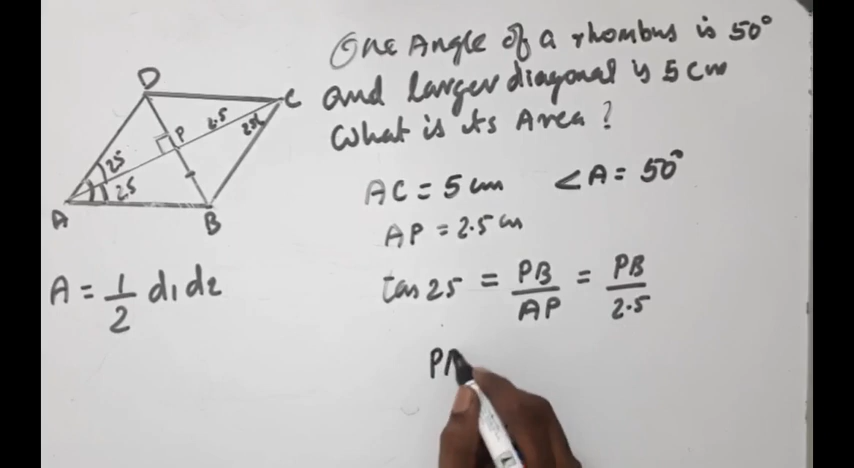 One Angle of a rhombus is 50°
and larger diagonal is 5 cm
What is its Area?
D
C
P
2.5
25
25
25
A
B
AC = 5 cm ∠A = 50°
AP = 2.5 cm
A = 1/2 d1 d2
tan 25 = PB/AP = PB/2.5